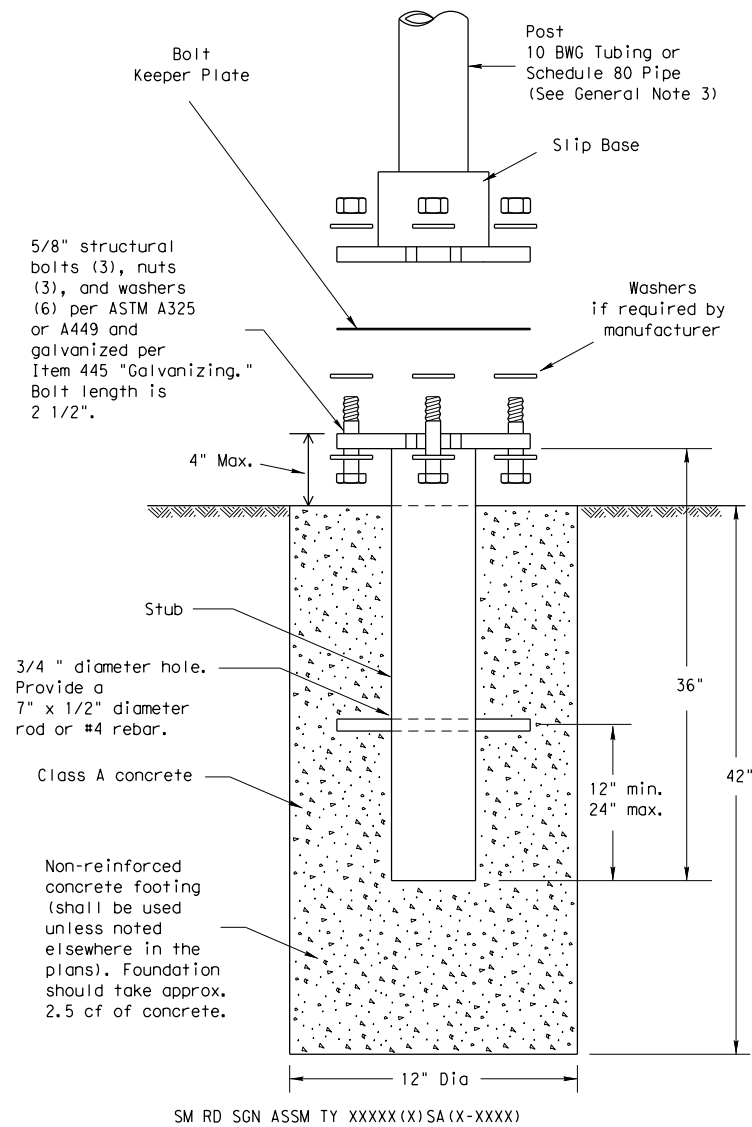 Bolt
Keeper Plate
Post
10 BWG Tubing or
Schedule 80 Pipe
(See General Note 3)
Slip Base
5/8" structural
bolts (3), nuts
(3), and washers
(6) per ASTM A325
or A449 and
galvanized per
Item 445 "Galvanizing."
Bolt length is
2 1/2".
Washers
if required by
manufacturer
4" Max.
Stub
3/4 " diameter hole.
Provide a
7" x 1/2" diameter
rod or #4 rebar.
36"
Class A concrete
12" min.
24" max.
42"
Non-reinforced
concrete footing
(shall be used
unless noted
elsewhere in the
plans). Foundation
should take approx.
2.5 cf of concrete.
12" Dia
SM RD SGN ASSM TY XXXXX(X)SA(X-XXXX)